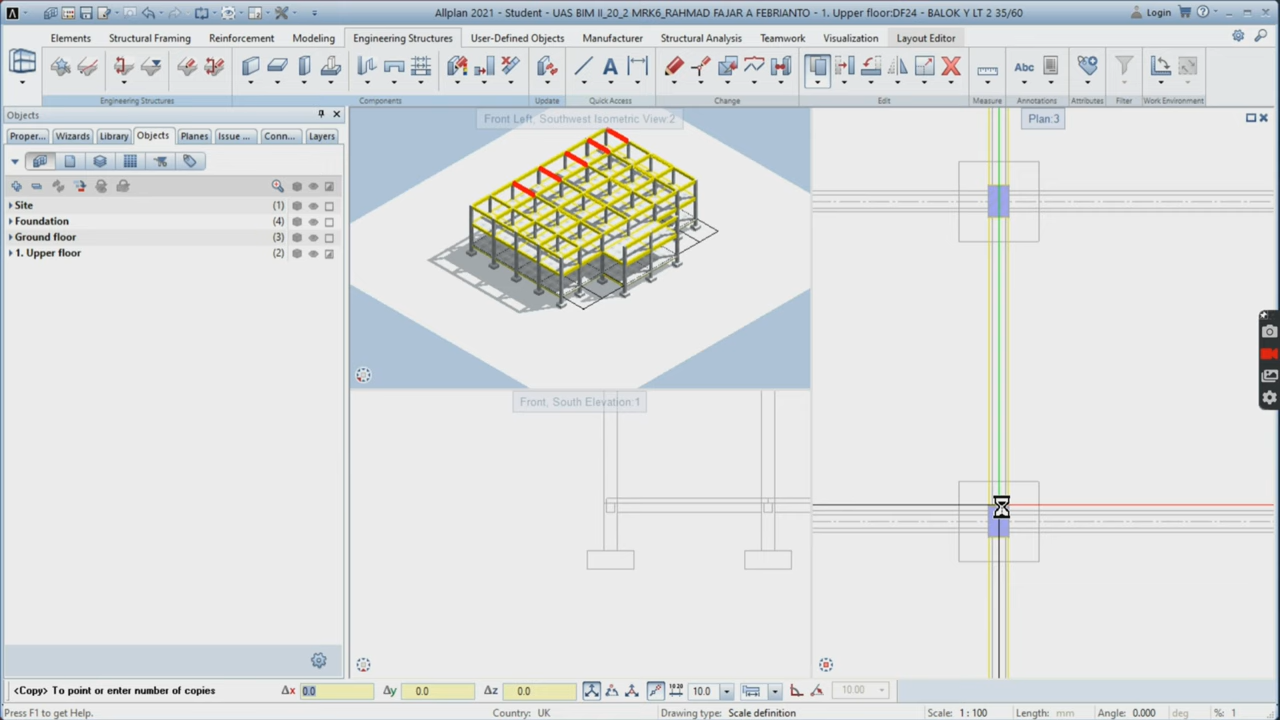 Allplan 2021 - Student - UAS BIM II_20_2 MRK6_RAHMAD FAJAR A FEBRIANTO - 1. Upper floor:DF24 - BALOK Y LT 2 35/60
Login
Elements Structural Framing Reinforcement Modeling Engineering Structures User-Defined Objects Manufacturer Structural Analysis Teamwork Visualization Layout Editor
Abc
Engineering Structures Components Update Quick Access Change Edit Measure Annotations Attributes Filter Work Environment
Objects
Proper... Wizards Library Objects Issue ... Planes Conn... Layers
Site (1)
Foundation (4)
Ground floor (3)
1. Upper floor (2)
Front Left, Southwest Isometric View:2
Plan:3
Front, South Elevation:1
<Copy> To point or enter number of copies Δx 0.0 Δy 0.0 Δz 0.0 10.0 10.00
Press F1 to get Help. Country: UK Drawing type: Scale definition Scale: 1 : 100 Length: mm Angle: 0.000 deg %: 1